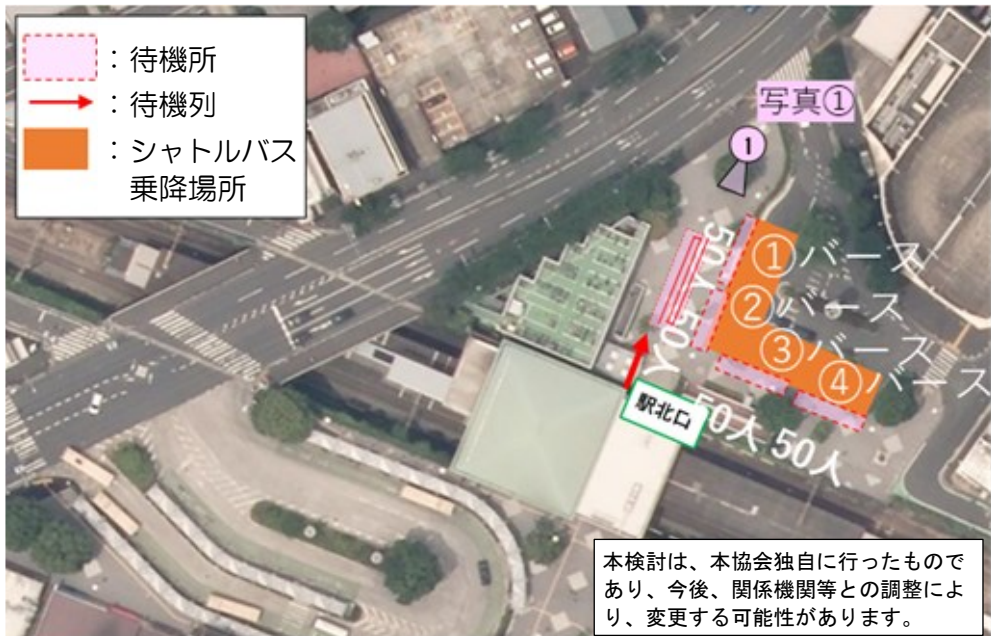 ：待機所
：待機列
：シャトルバス
乗降場所
写真①
1
50人
50人
①バース
②バース
③バース
④バース
駅北口
50人
50人
本検討は、本協会独自に行ったもので
あり、今後、関係機関等との調整によ
り、変更する可能性があります。